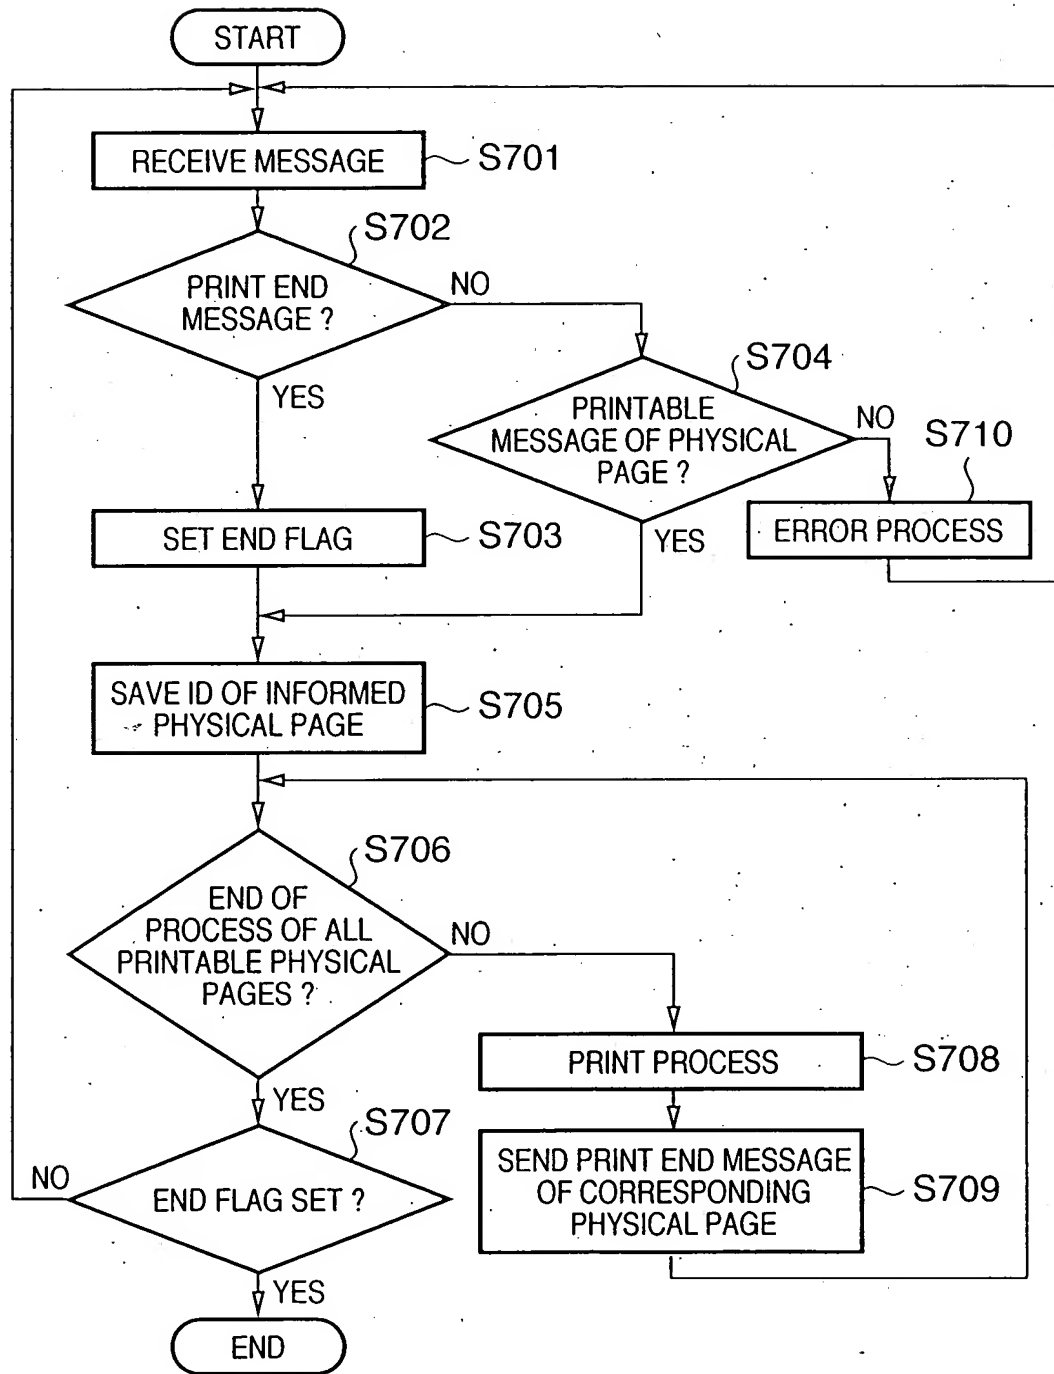 START
RECEIVE MESSAGE
S701
S702
PRINT END
MESSAGE ?
NO
YES
S704
PRINTABLE
MESSAGE OF PHYSICAL
PAGE ?
NO
YES
S710
ERROR PROCESS
SET END FLAG
S703
SAVE ID OF INFORMED
PHYSICAL PAGE
S705
S706
END OF
PROCESS OF ALL
PRINTABLE PHYSICAL
PAGES ?
NO
YES
PRINT PROCESS
S708
SEND PRINT END MESSAGE
OF CORRESPONDING
PHYSICAL PAGE
S709
S707
NO
END FLAG SET ?
YES
END